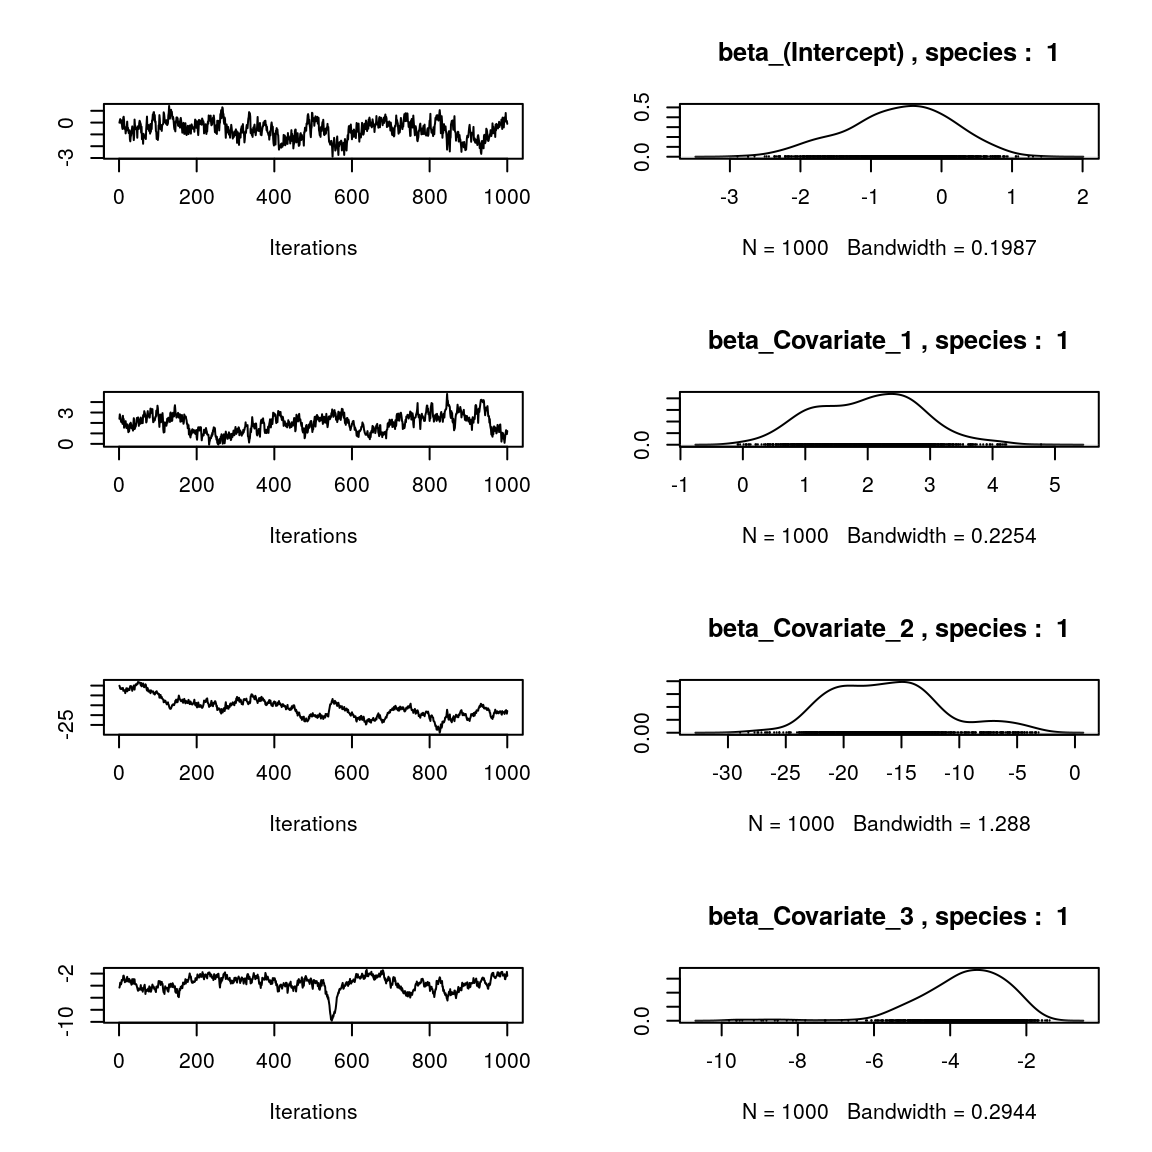 beta_(Intercept) , species :  1
0
-3
0 200 400 600 800 1000
Iterations
0.5
0.0
-3 -2 -1 0 1 2
N = 1000   Bandwidth = 0.1987
beta_Covariate_1 , species :  1
3
0
0 200 400 600 800 1000
Iterations
0.0
-1 0 1 2 3 4 5
N = 1000   Bandwidth = 0.2254
beta_Covariate_2 , species :  1
-25
0 200 400 600 800 1000
Iterations
0.00
-30 -25 -20 -15 -10 -5 0
N = 1000   Bandwidth = 1.288
beta_Covariate_3 , species :  1
-2
-10
0 200 400 600 800 1000
Iterations
0.0
-10 -8 -6 -4 -2
N = 1000   Bandwidth = 0.2944